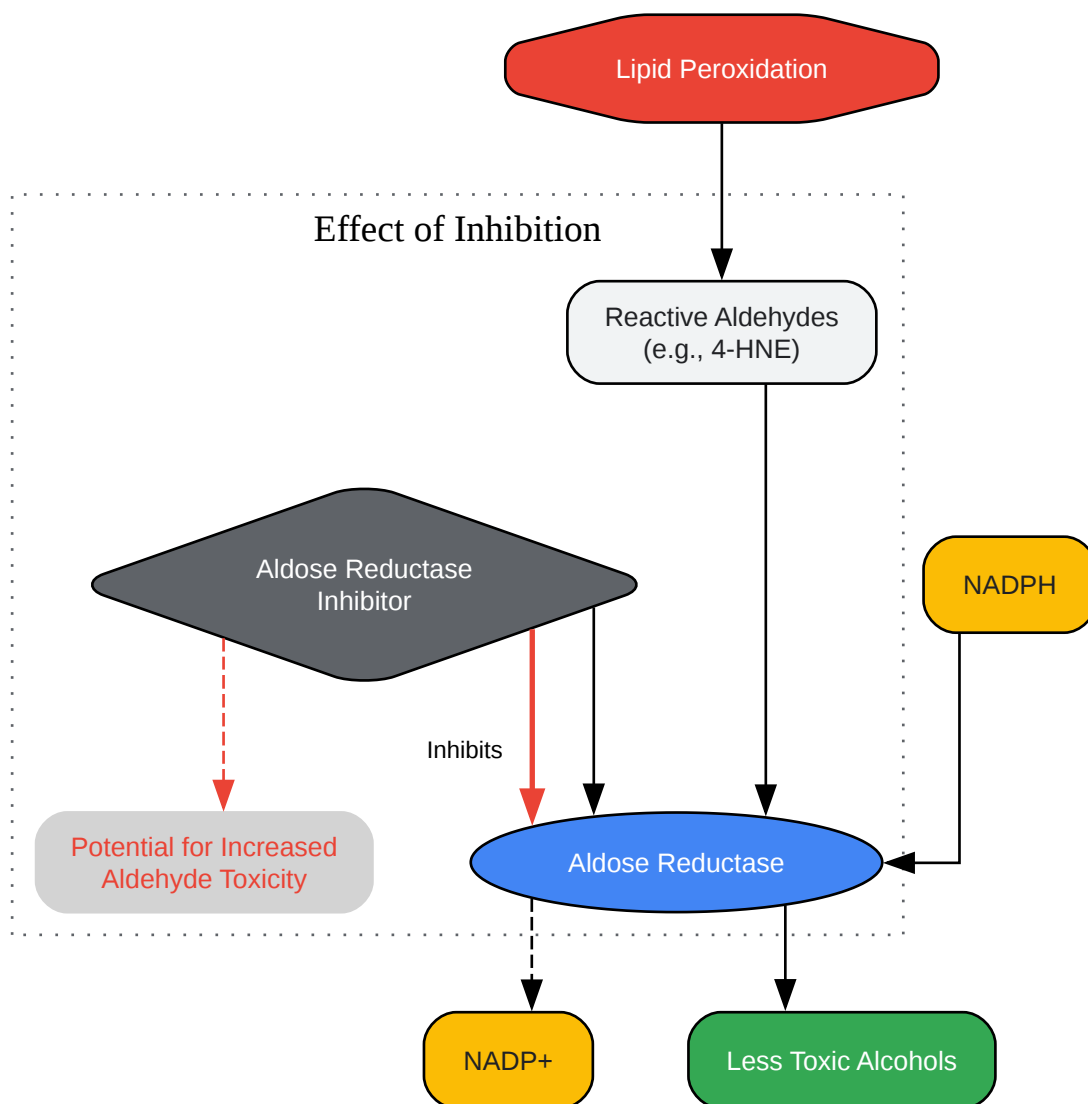 Lipid Peroxidation
Effect of Inhibition
Reactive Aldehydes
(e.g., 4-HNE)
Aldose Reductase
Inhibitor
NADPH
Inhibits
Potential for Increased
Aldehyde Toxicity
Aldose Reductase
NADP+
Less Toxic Alcohols